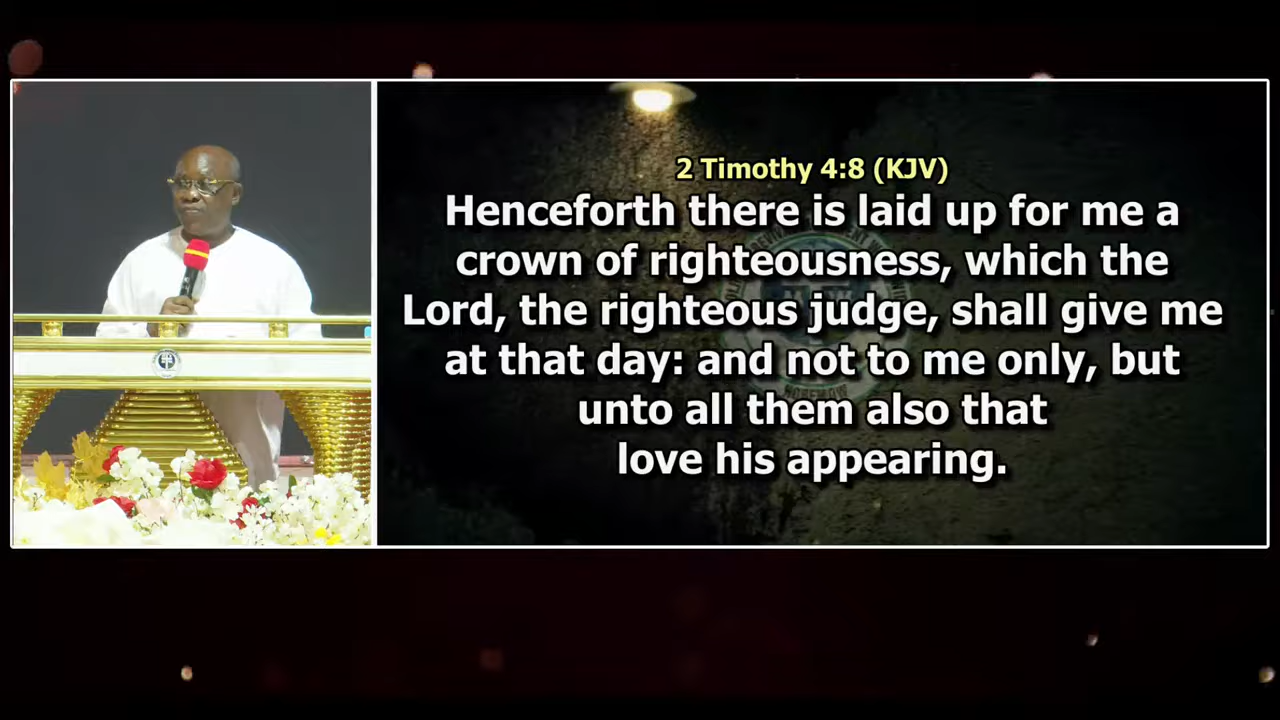 2 Timothy 4:8 (KJV)
Henceforth there is laid up for me a
crown of righteousness, which the
Lord, the righteous judge, shall give me
at that day: and not to me only, but
unto all them also that
love his appearing.